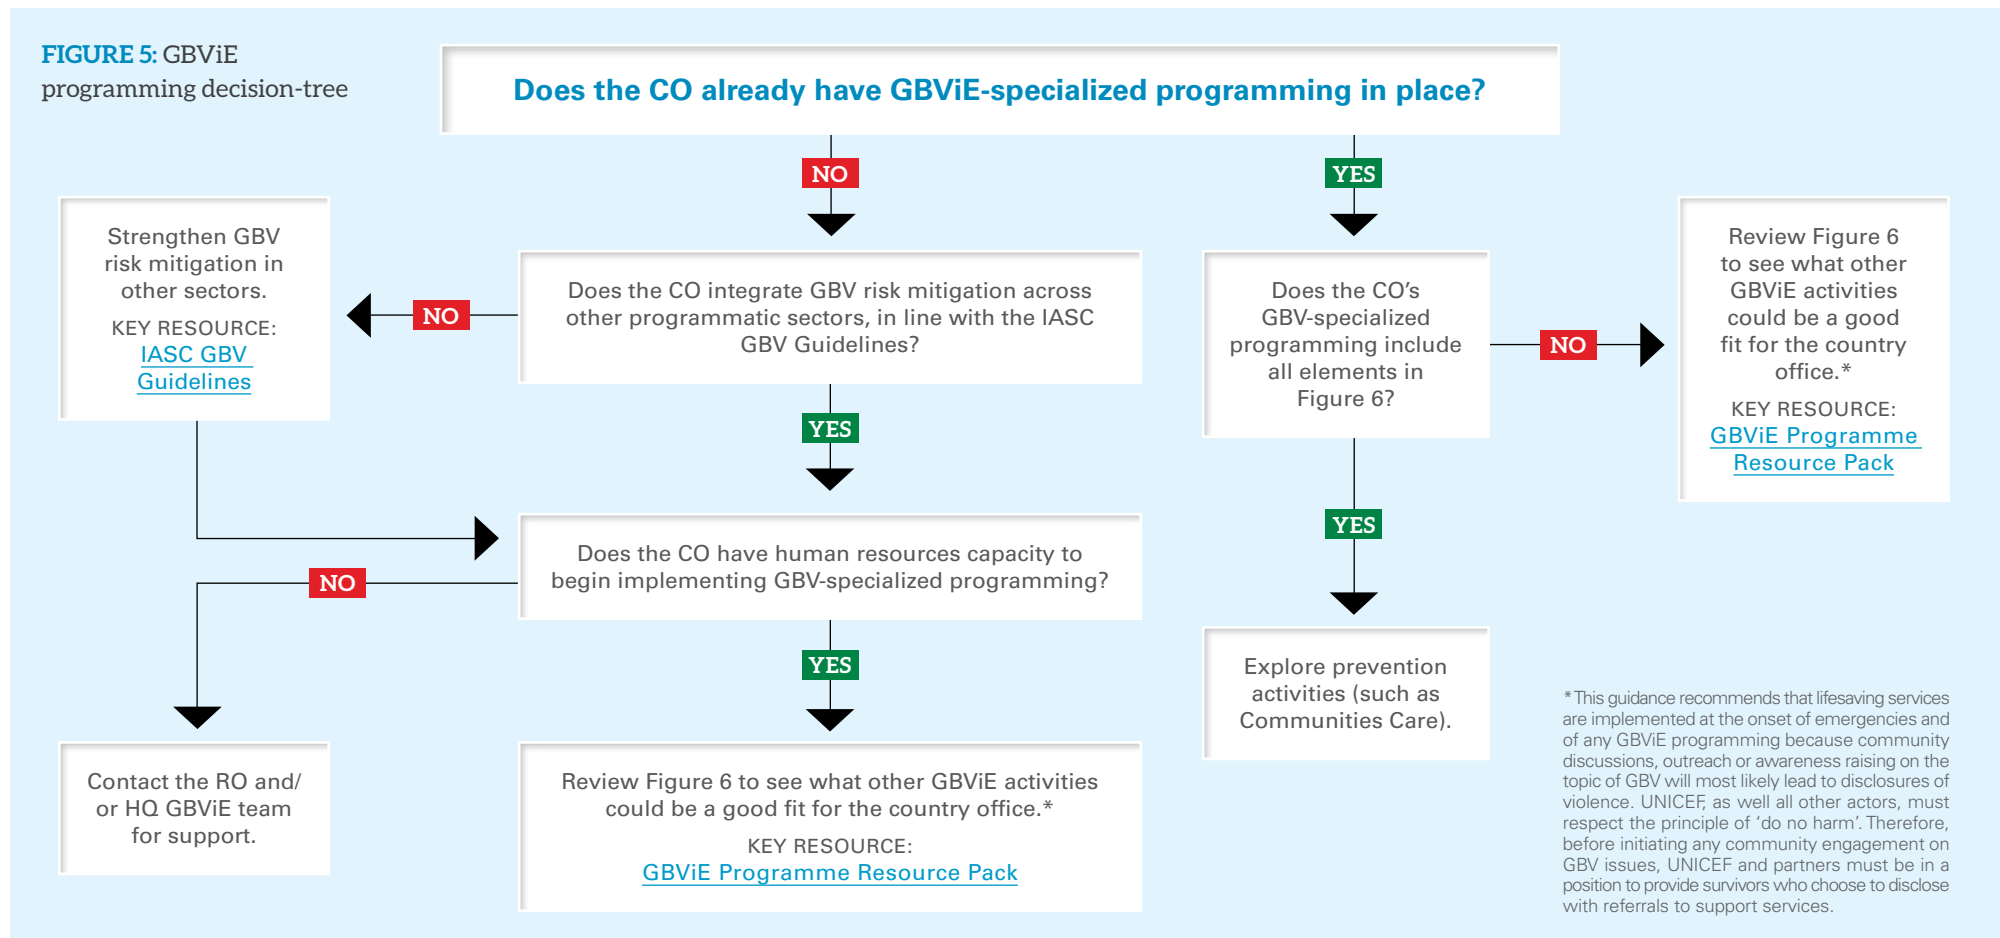 FIGURE 5: GBViE
programming decision-tree
Does the CO already have GBViE-specialized programming in place?
NO
YES
Strengthen GBV
risk mitigation in
other sectors.
KEY RESOURCE:
IASC GBV
Guidelines
NO
Does the CO integrate GBV risk mitigation across
other programmatic sectors, in line with the IASC
GBV Guidelines?
Does the CO's
GBV-specialized
programming include
all elements in
Figure 6?
NO
Review Figure 6
to see what other
GBViE activities
could be a good
fit for the country
office.*
KEY RESOURCE:
GBViE Programme
Resource Pack
YES
YES
Does the CO have human resources capacity to
begin implementing GBV-specialized programming?
NO
YES
Explore prevention
activities (such as
Communities Care).
Contact the RO and/
or HQ GBViE team
for support.
Review Figure 6 to see what other GBViE activities
could be a good fit for the country office.*
KEY RESOURCE:
GBViE Programme Resource Pack
*This guidance recommends that lifesaving services
are implemented at the onset of emergencies and
of any GBViE programming because community
discussions, outreach or awareness raising on the
topic of GBV will most likely lead to disclosures of
violence. UNICEF, as well all other actors, must
respect the principle of 'do no harm'. Therefore,
before initiating any community engagement on
GBV issues, UNICEF and partners must be in a
position to provide survivors who choose to disclose
with referrals to support services.